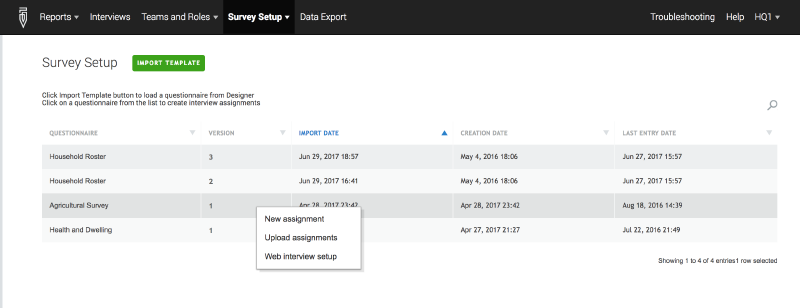 Reports Interviews Teams and Roles Survey Setup Data Export Troubleshooting Help HQ1
Survey Setup IMPORT TEMPLATE
Click Import Template button to load a questionnaire from Designer
Click on a questionnaire from the list to create interview assignments
QUESTIONNAIRE VERSION IMPORT DATE CREATION DATE LAST ENTRY DATE
Household Roster 3 Jun 29, 2017 18:57 May 4, 2016 18:06 Jun 27, 2017 15:57
Household Roster 2 Jun 29, 2017 16:41 May 4, 2016 18:06 Jun 27, 2017 15:57
Agricultural Survey 1 Apr 28, 2017 23:42 Apr 28, 2017 23:42 Aug 18, 2016 14:39
New assignment
Health and Dwelling 1 Apr 27, 2017 21:27 Jul 22, 2016 21:49
Upload assignments
Web interview setup
Showing 1 to 4 of 4 entries1 row selected